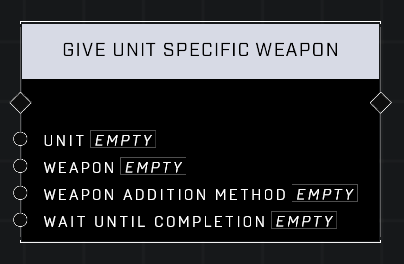 GIVE UNIT SPECIFIC WEAPON
UNIT EMPTY
WEAPON EMPTY
WEAPON ADDITION METHOD EMPTY
WAIT UNTIL COMPLETION EMPTY